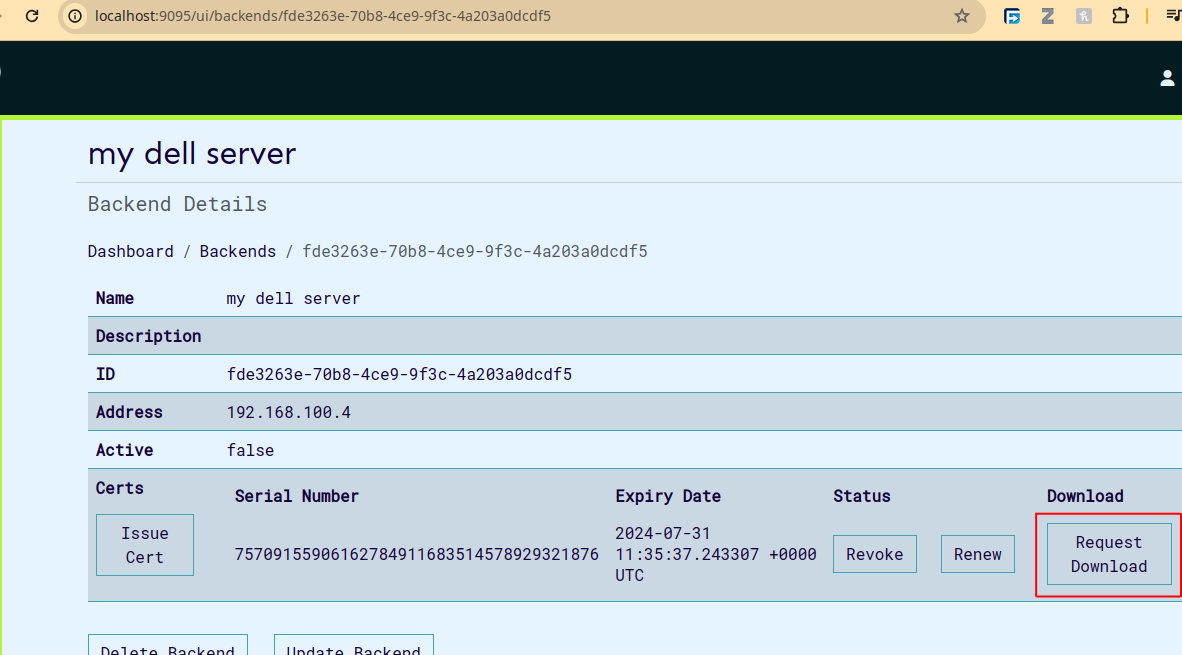 localhost:9095/ui/backends/fde3263e-70b8-4ce9-9f3c-4a203a0dcdf5
my dell server
Backend Details
Dashboard / Backends / fde3263e-70b8-4ce9-9f3c-4a203a0dcdf5
Name my dell server
Description
ID fde3263e-70b8-4ce9-9f3c-4a203a0dcdf5
Address 192.168.100.4
Active false
Certs
Serial Number Expiry Date Status Download
Issue
Cert
75709155906162784911683514578929321876
2024-07-31
11:35:37.243307 +0000
UTC
Revoke
Renew
Request
Download
Delete Backend
Update Backend